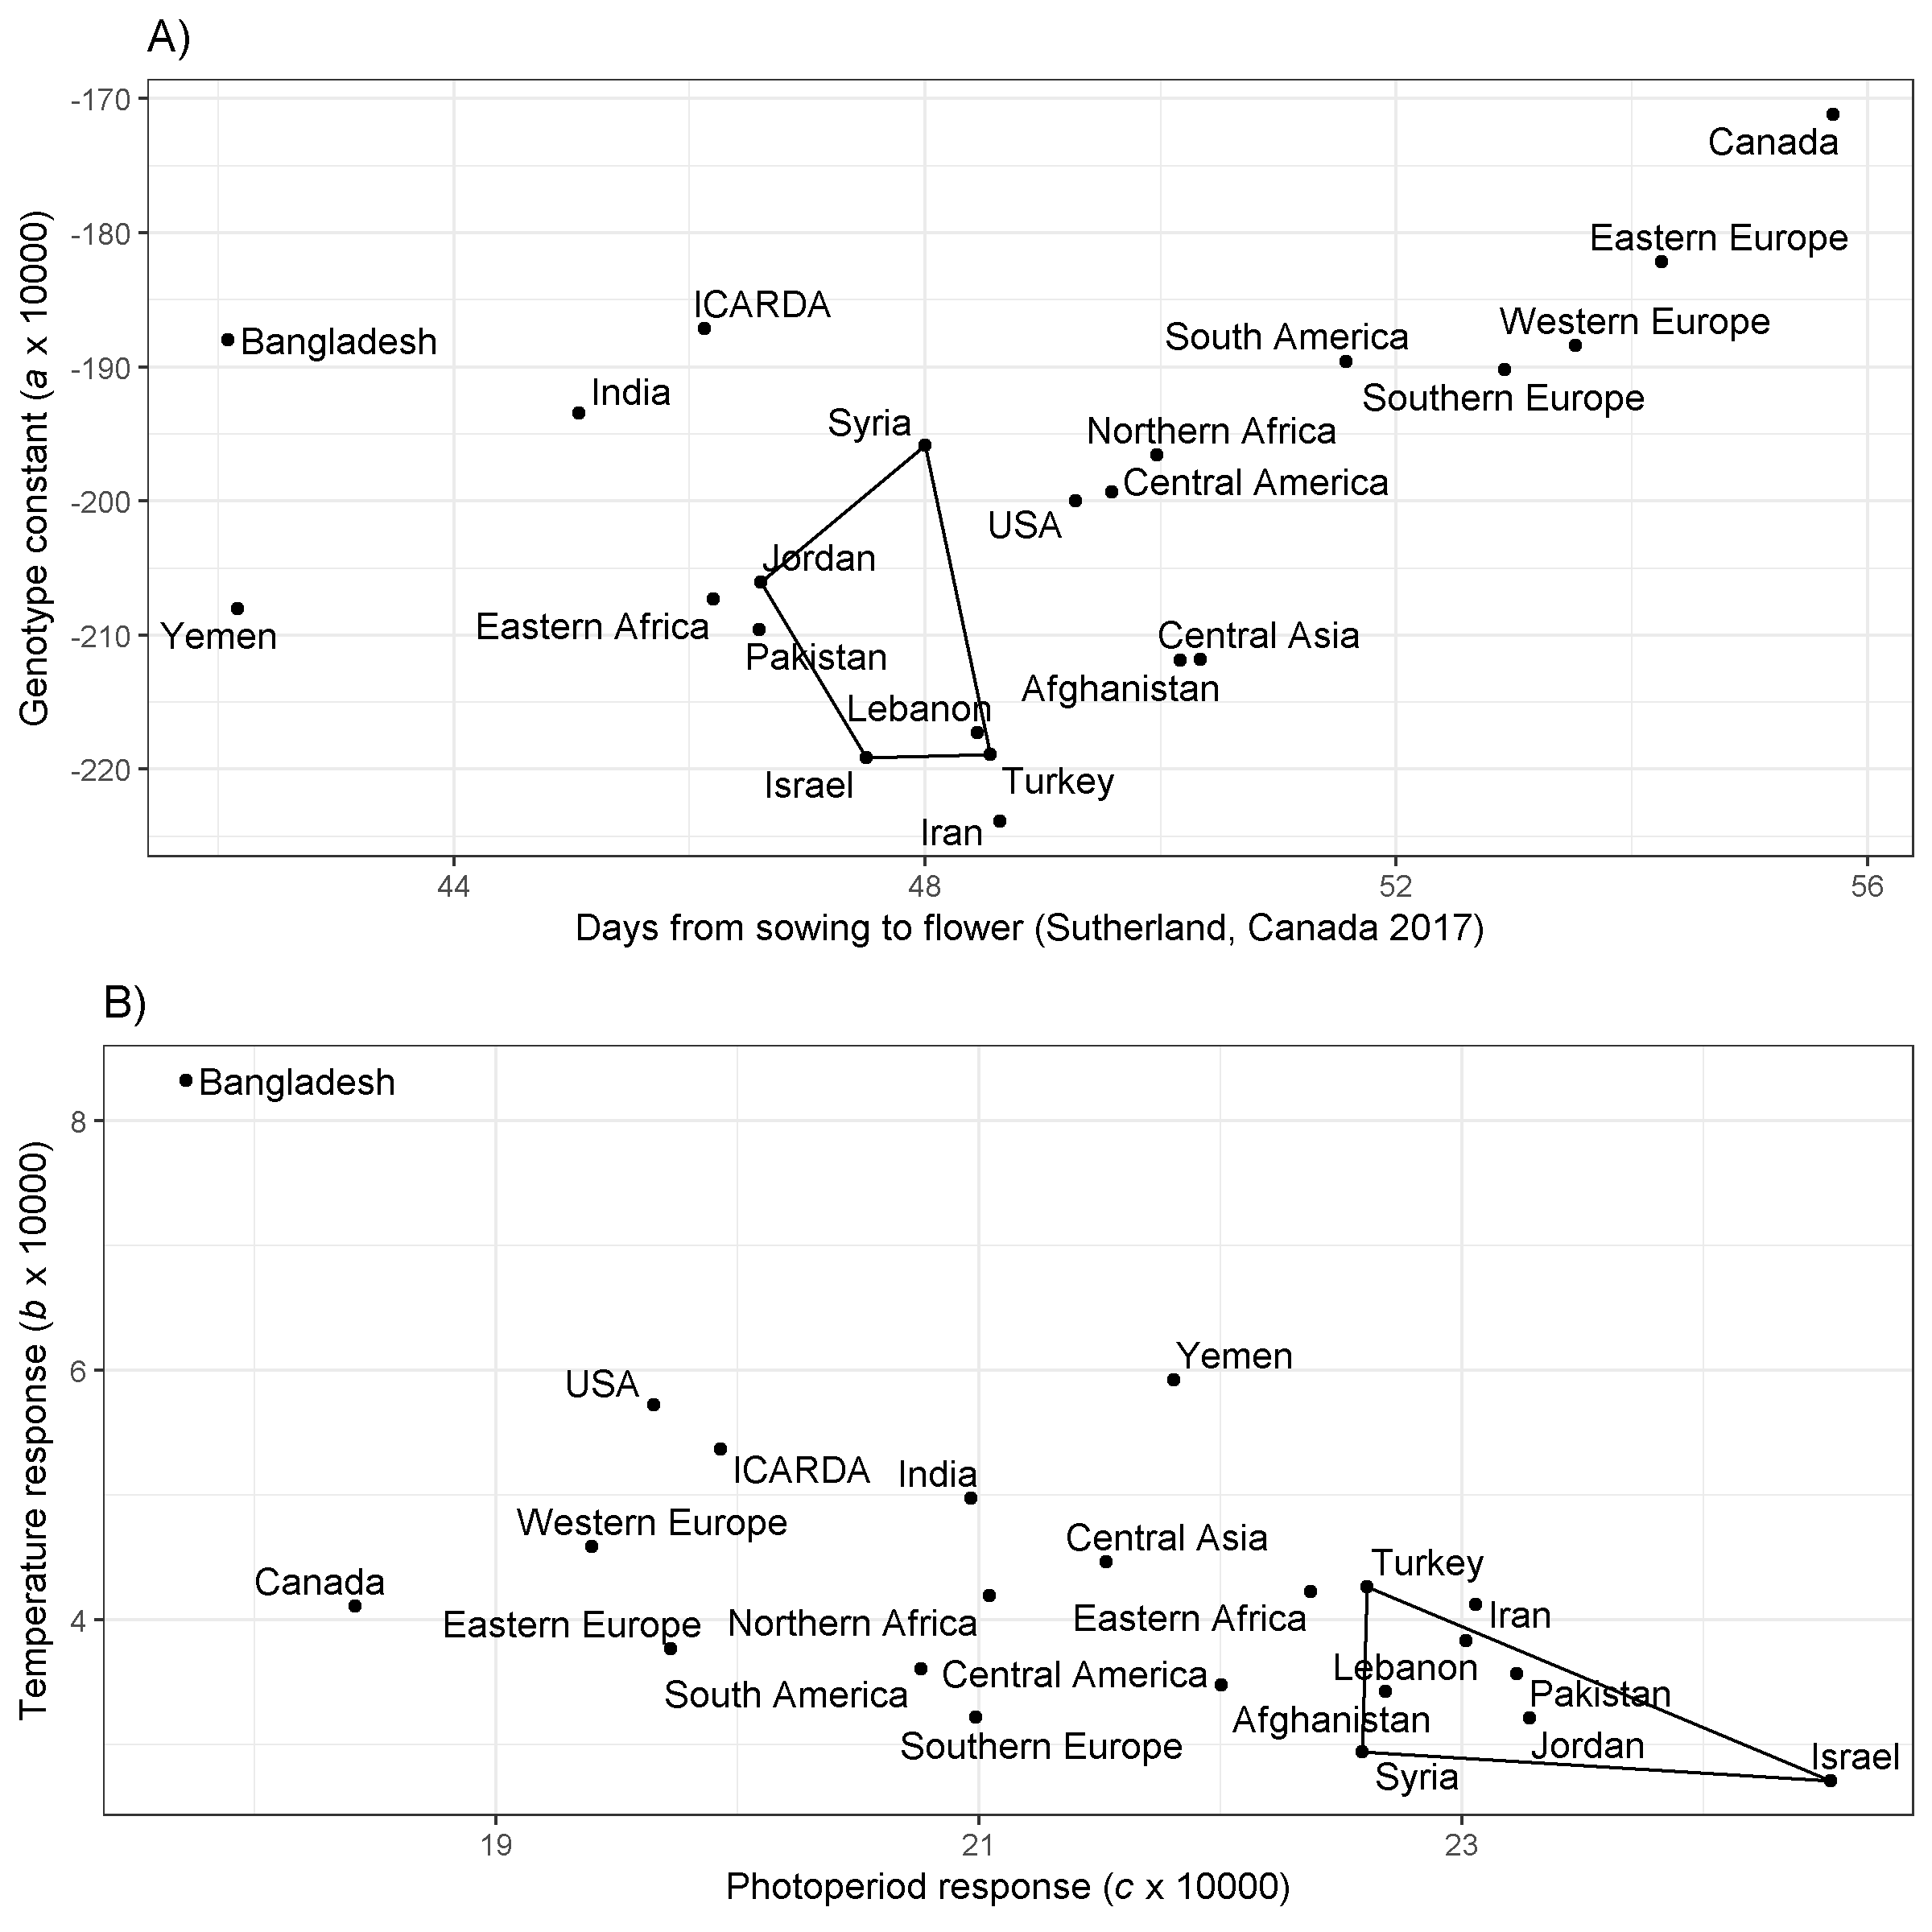 A)
-170
Canada
Eastern Europe
-180
ICARDA
Western Europe
South America
Bangladesh
-190
India
Southern Europe
Syria
Northern Africa
Central America
-200
USA
Jordan
Eastern Africa
Yemen
-210
Central Asia
Pakistan
Afghanistan
Lebanon
-220
Israel
Turkey
Iran
Genotype constant (a x 10000)
44
48
52
56
Days from sowing to flower (Sutherland, Canada 2017)
B)
Bangladesh
8
Yemen
6
USA
ICARDA
India
Western Europe
Central Asia
Turkey
Canada
4
Eastern Europe
Northern Africa
Eastern Africa
Iran
Lebanon
South America
Central America
Pakistan
Afghanistan
Southern Europe
Jordan
Israel
Syria
Temperature response (b x 10000)
19
21
23
Photoperiod response (c x 10000)